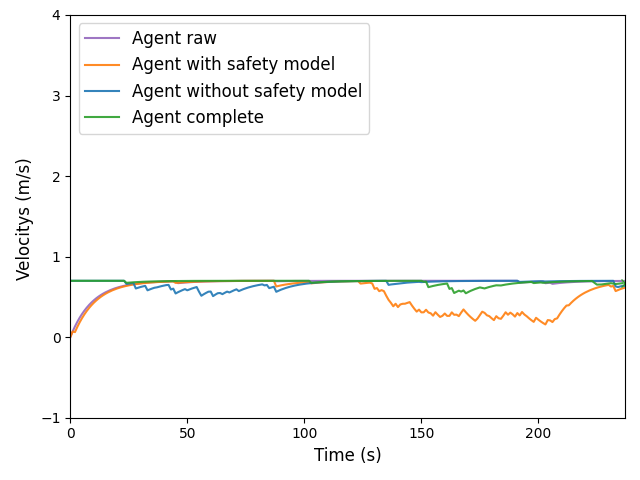 4
3
2
1
0
−1
Velocitys (m/s)
Agent raw
Agent with safety model
Agent without safety model
Agent complete
0 50 100 150 200
Time (s)